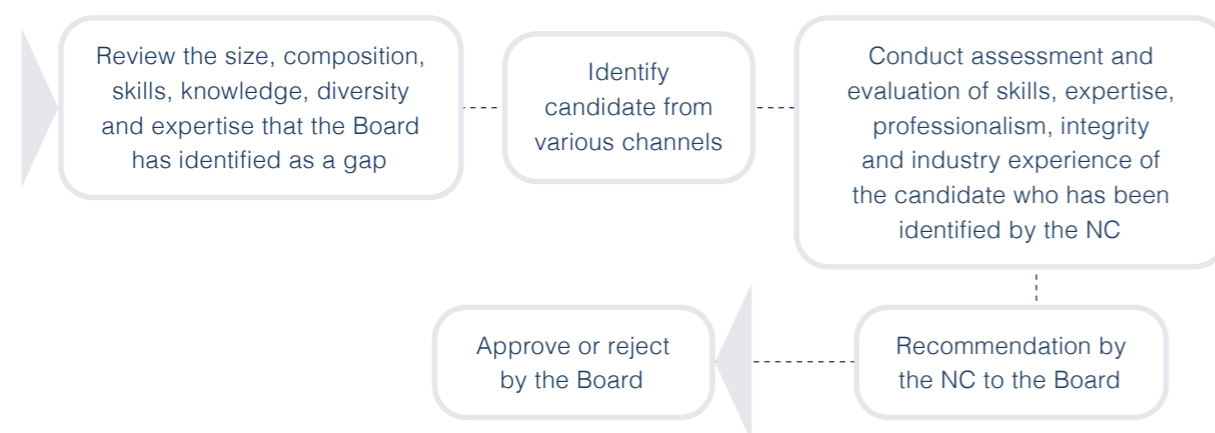 Review the size, composition,
skills, knowledge, diversity
and expertise that the Board
has identified as a gap
Identify
candidate from
various channels
Conduct assessment and
evaluation of skills, expertise,
professionalism, integrity
and industry experience of
the candidate who has been
identified by the NC
Recommendation by
the NC to the Board
Approve or reject
by the Board